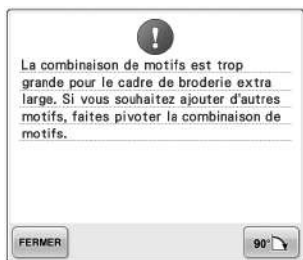 La combinaison de motifs est trop
grande pour le cadre de broderie extra
large. Si vous souhaitez ajouter d'autres
motifs, faites pivoter la combinaison de
motifs.
FERMER
90°